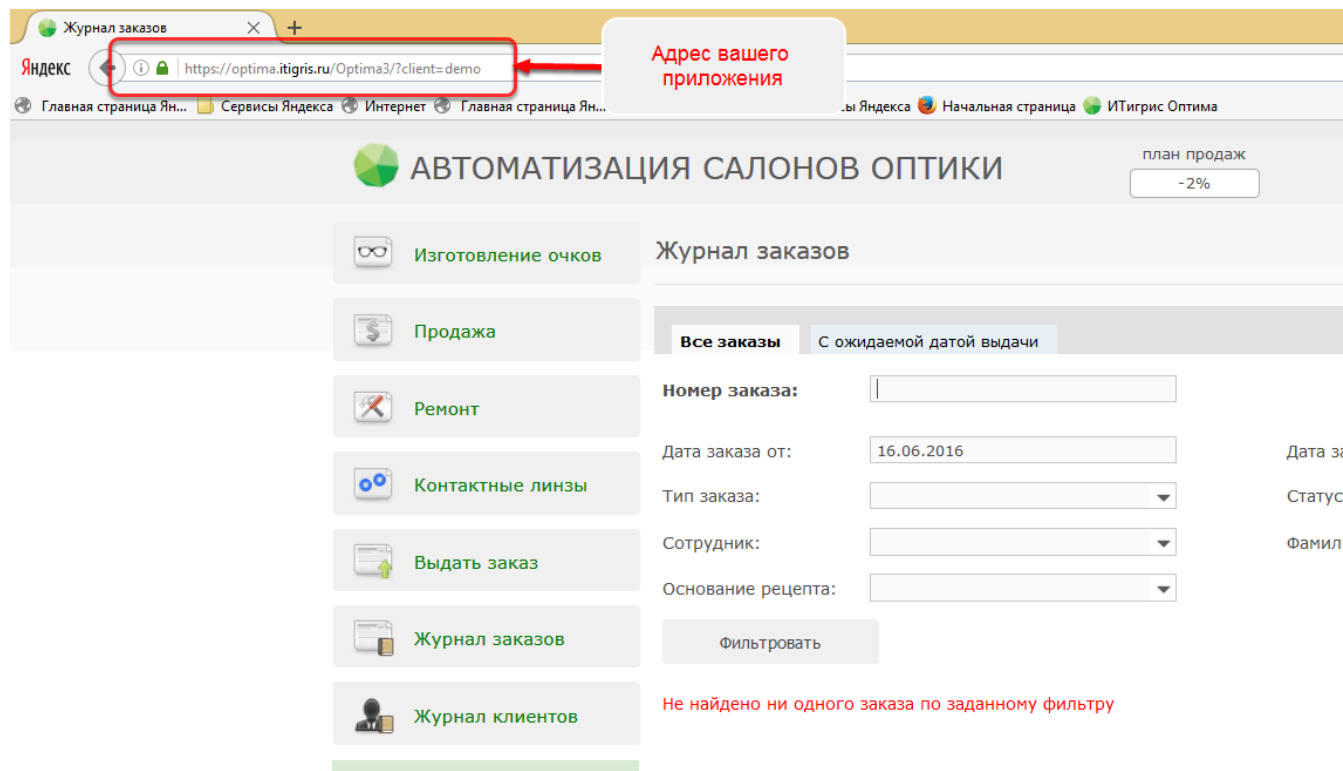 Журнал заказов
Адрес вашего
приложения
Яндекс
https://optima.itigris.ru/Optima3/?client=demo
Главная страница Ян... Сервисы Яндекса Интернет Главная страница Ян... ы Яндекса Начальная страница ИТигрис Оптима
АВТОМАТИЗАЦИЯ САЛОНОВ ОПТИКИ
план продаж
-2%
Изготовление очков
Продажа
Ремонт
Контактные линзы
Выдать заказ
Журнал заказов
Журнал клиентов
Журнал заказов
Все заказы С ожидаемой датой выдачи
Номер заказа:
Дата заказа от: 16.06.2016 Дата за
Тип заказа: Статус
Сотрудник: Фамил
Основание рецепта:
Фильтровать
Не найдено ни одного заказа по заданному фильтру